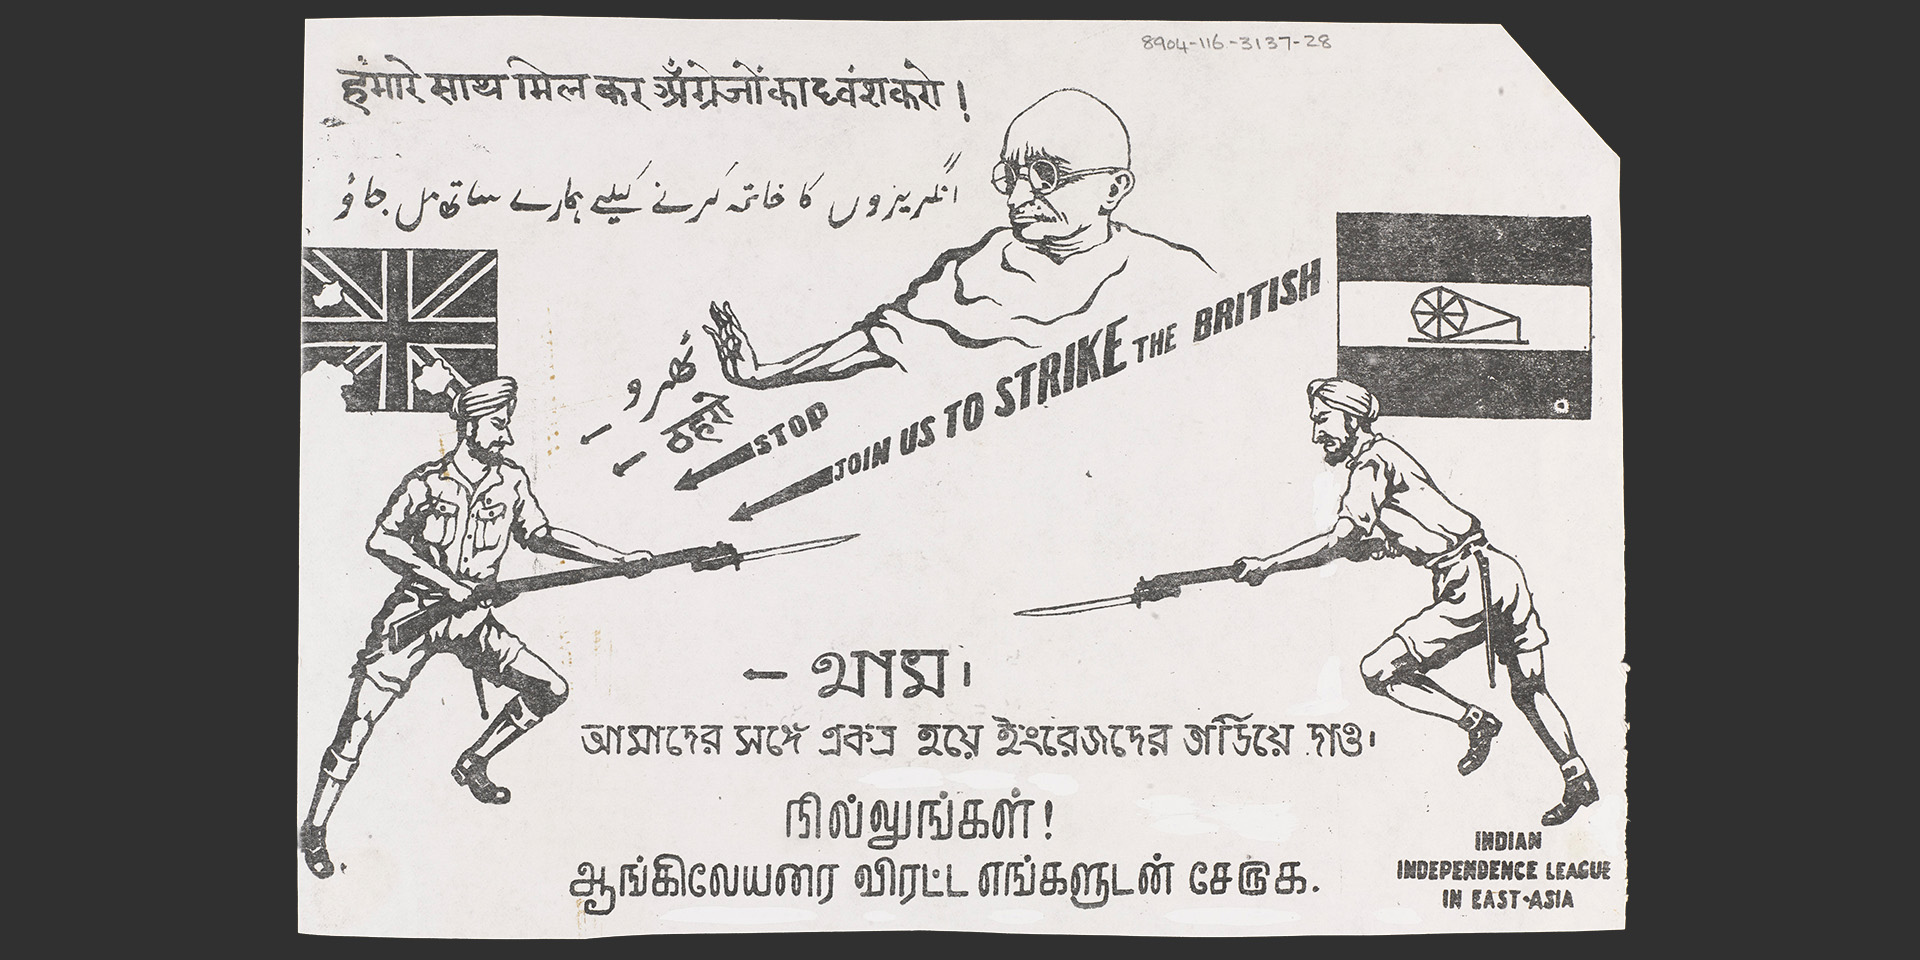 8904-116-3137-28
हमारे साथ मिल कर अँग्रेजों का ध्वंश करो!
انگریزوں کا خاتمہ کرنے کیلئے ہمارے ساتھ مل جاؤ
ٹھہرو
ठहरो
STOP
JOIN US TO STRIKE THE BRITISH
– থাম।
আমাদের সঙ্গে একত্র হয়ে ইংরেজদের তাড়িয়ে দাও।
நில்லுங்கள்!
ஆங்கிலேயரை விரட்ட எங்களுடன் சேருக.
INDIAN
INDEPENDENCE LEAGUE
IN EAST-ASIA